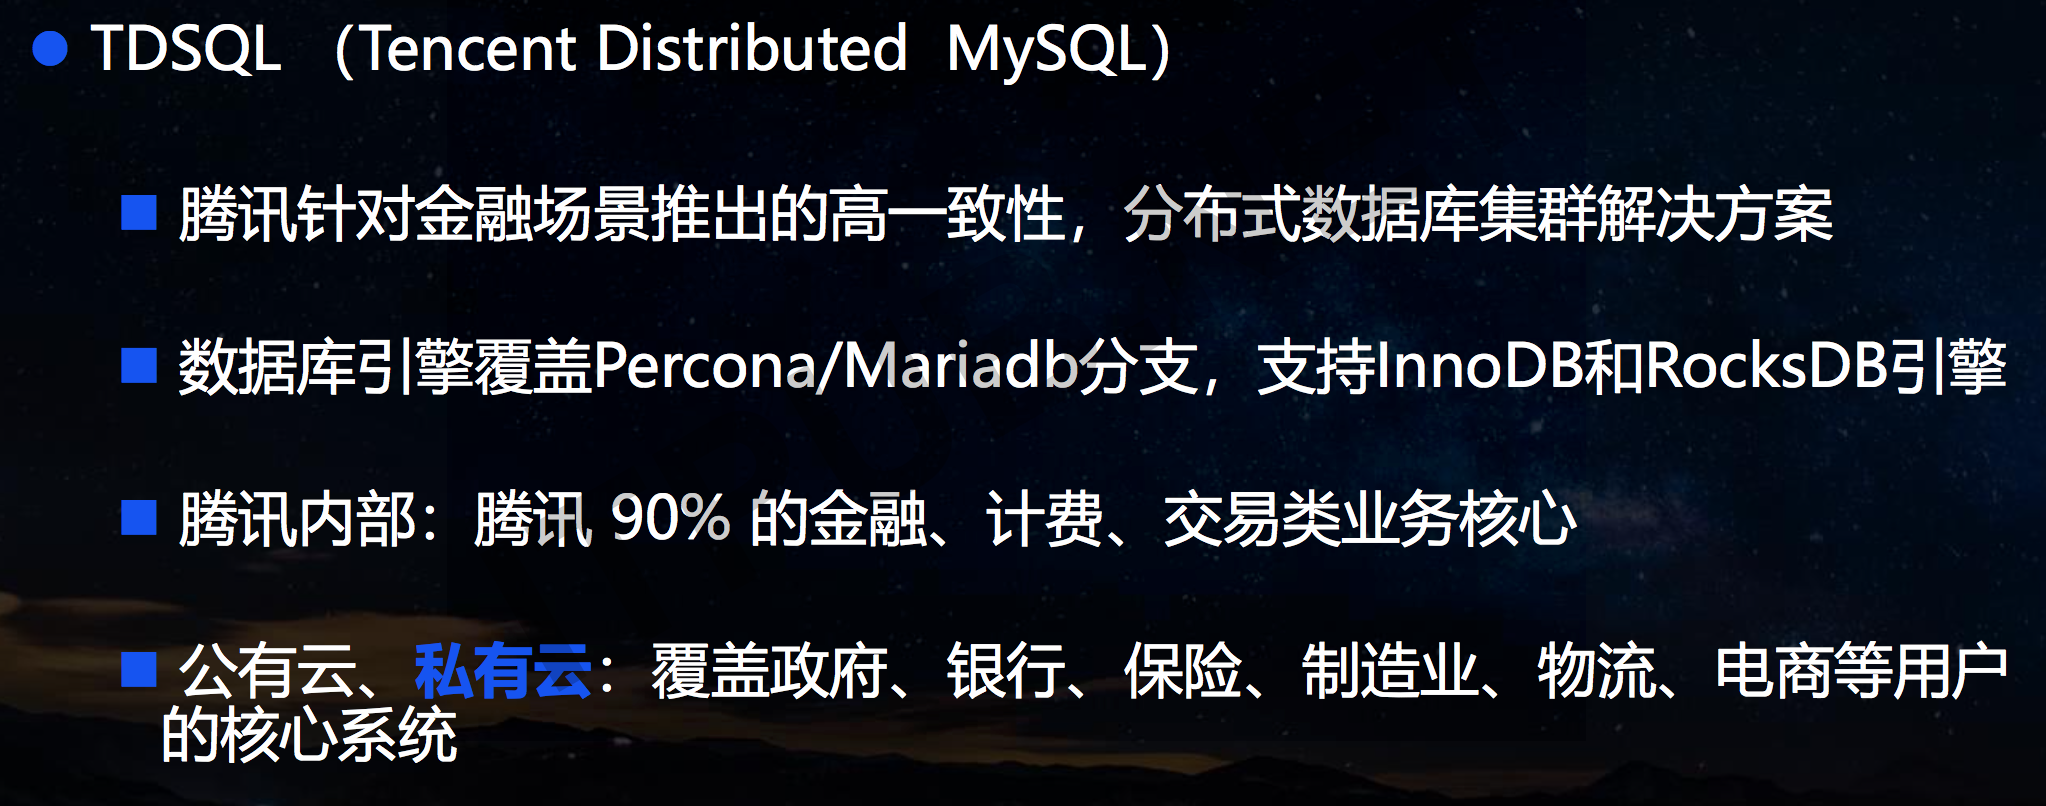 TDSQL （Tencent Distributed MySQL）
腾讯针对金融场景推出的高一致性，分布式数据库集群解决方案
数据库引擎覆盖Percona/Mariadb分支，支持InnoDB和RocksDB引擎
腾讯内部：腾讯 90% 的金融、计费、交易类业务核心
公有云、私有云：覆盖政府、银行、保险、制造业、物流、电商等用户
的核心系统